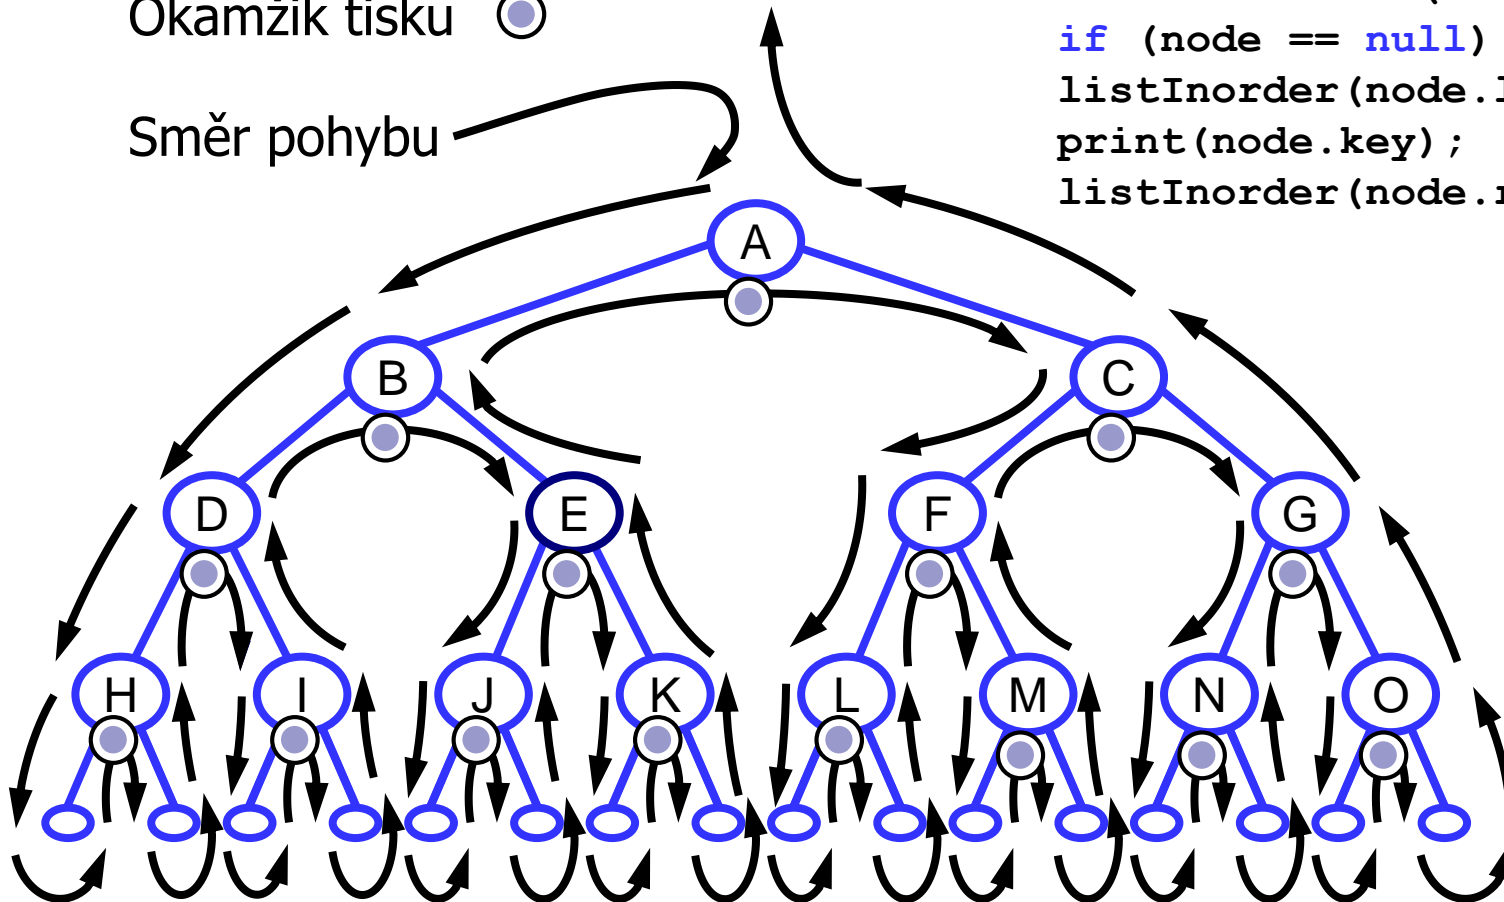 Okamžik tisku
Směr pohybu
if (node == null)
listInorder(node.
print(node.key);
listInorder(node.
A
B
C
D
E
F
G
H
I
J
K
L
M
N
O